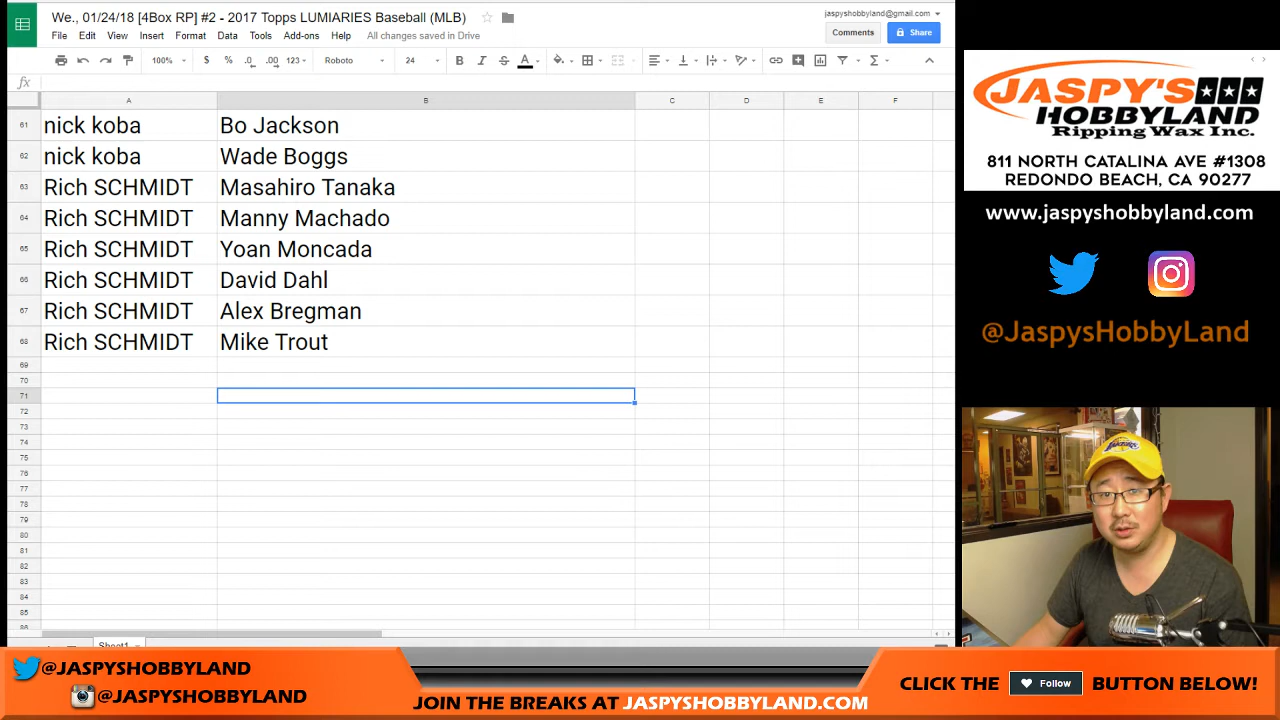 We., 01/24/18 [4Box RP] #2 - 2017 Topps LUMIARIES Baseball (MLB)
jaspyshobbyland@gmail.com
File Edit View Insert Format Data Tools Add-ons Help All changes saved in Drive
Comments Share
100% $ % .0 .00 123 Roboto 24 B I S A
fx
A B C D E F
61 nick koba Bo Jackson
62 nick koba Wade Boggs
63 Rich SCHMIDT Masahiro Tanaka
64 Rich SCHMIDT Manny Machado
65 Rich SCHMIDT Yoan Moncada
66 Rich SCHMIDT David Dahl
67 Rich SCHMIDT Alex Bregman
68 Rich SCHMIDT Mike Trout
69
70
71
72
73
74
75
76
77
78
79
80
81
82
83
84
85
86
Sheet1
JASPY'S
HOBBYLAND
Ripping Wax Inc.
811 NORTH CATALINA AVE #1308
REDONDO BEACH, CA 90277
www.jaspyshobbyland.com
@JaspysHobbyLand
@JASPYSHOBBYLAND
@JASPYSHOBBYLAND
JOIN THE BREAKS AT JASPYSHOBBYLAND.COM
CLICK THE Follow BUTTON BELOW!